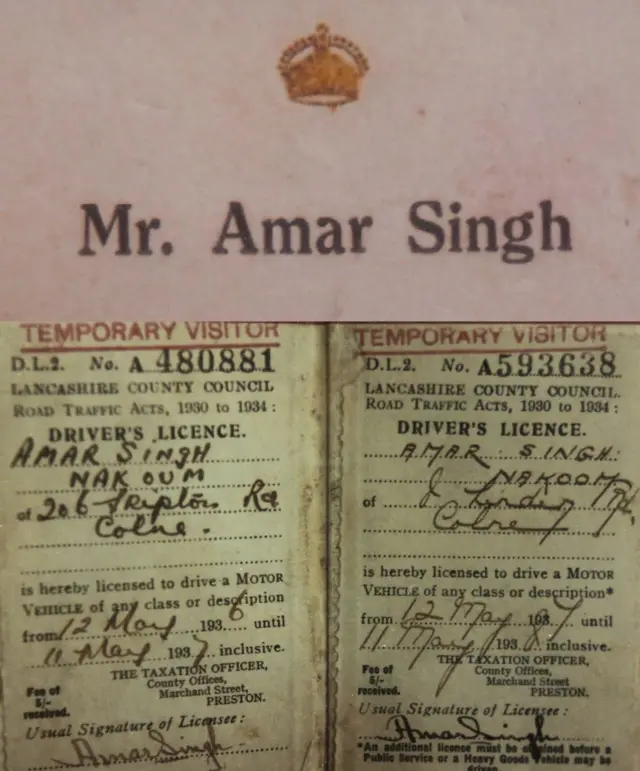 Mr. Amar Singh
TEMPORARY VISITOR
D.L.2. No. A 480881
LANCASHIRE COUNTY COUNCIL
ROAD TRAFFIC ACTS, 1930 to 1934:
DRIVER'S LICENCE.
AMAR SINGH
NAKOUM
of 206 Skipton Rd
Colne.
is hereby licensed to drive a MOTOR
VEHICLE of any class or description
from 12 May 1936 until
11 May 1937 inclusive.
THE TAXATION OFFICER,
County Offices,
Marchand Street,
PRESTON.
Fee of
5/-
received.
Usual Signature of Licensee:
Amar Singh
TEMPORARY VISITOR
D.L.2. No. A593638
LANCASHIRE COUNTY COUNCIL.
ROAD TRAFFIC ACTS, 1930 to 1934:
DRIVER'S LICENCE.
AMAR SINGH.
NAKOOM
of Rd,
Colne
is hereby licensed to drive a MOTOR
VEHICLE of any class or description*
from 12 May 1937 until
11 May 1938 inclusive.
THE TAXATION OFFICER,
County Offices,
Marchand Street,
PRESTON.
Fee of
5/-
received.
Usual Signature of Licensee:
Amar Singh
*An additional licence must be obtained before a
Public Service or a Heavy Goods Vehicle may be
driven.